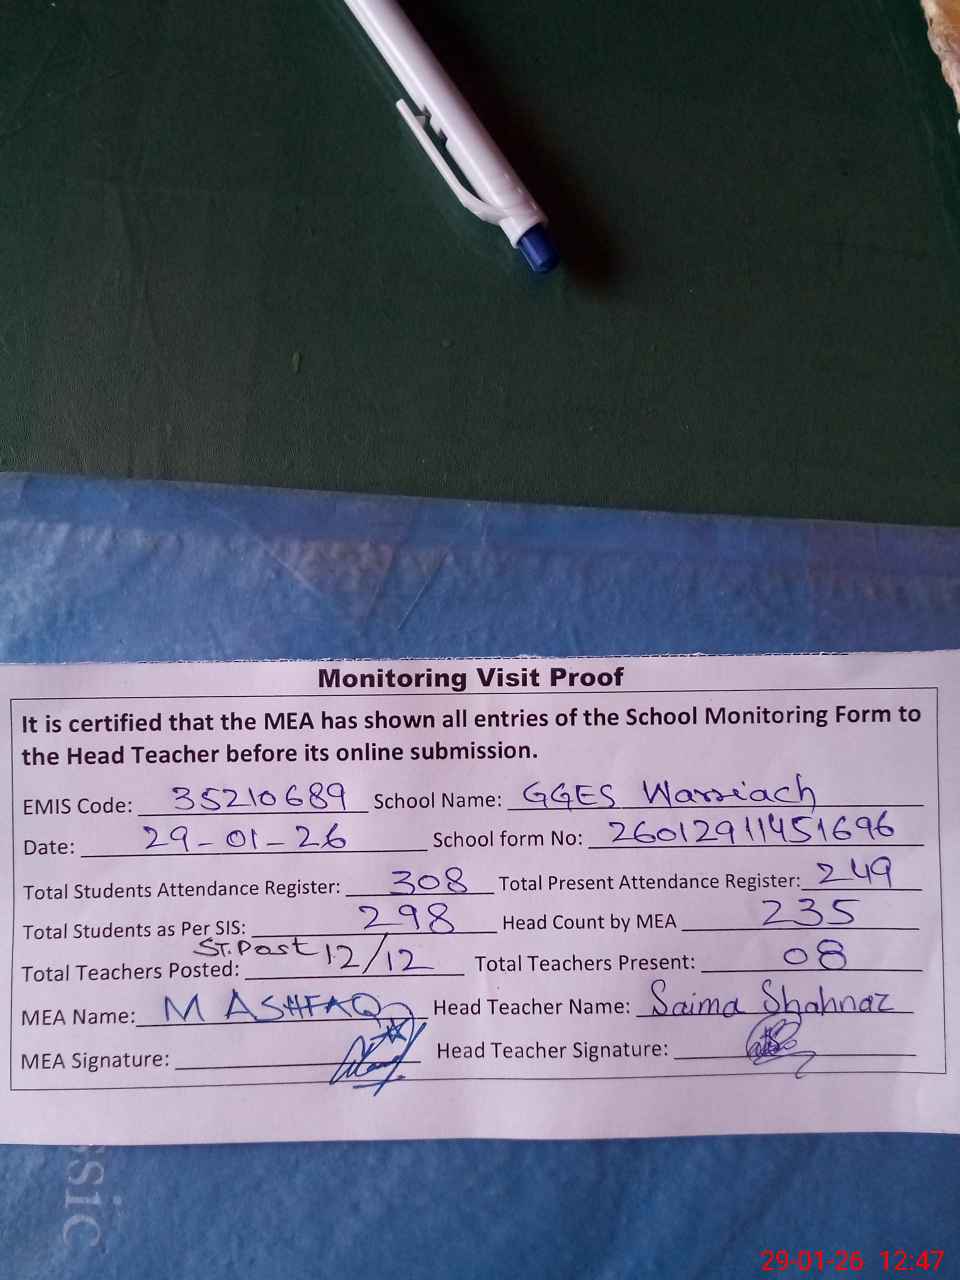 Monitoring Visit Proof
It is certified that the MEA has shown all entries of the School Monitoring Form to
the Head Teacher before its online submission.
EMIS Code: 35210689 School Name: GGES Warriach
Date: 29-01-26 School form No: 26012911451696
Total Students Attendance Register: 308 Total Present Attendance Register: 249
Total Students as Per SIS: 298 Head Count by MEA 235
Total Teachers Posted: ST.Post 12/12 Total Teachers Present: 08
MEA Name: M ASHFAQ Head Teacher Name: Saima Shahnaz
MEA Signature: Head Teacher Signature:
ssic
29-01-26 12:47